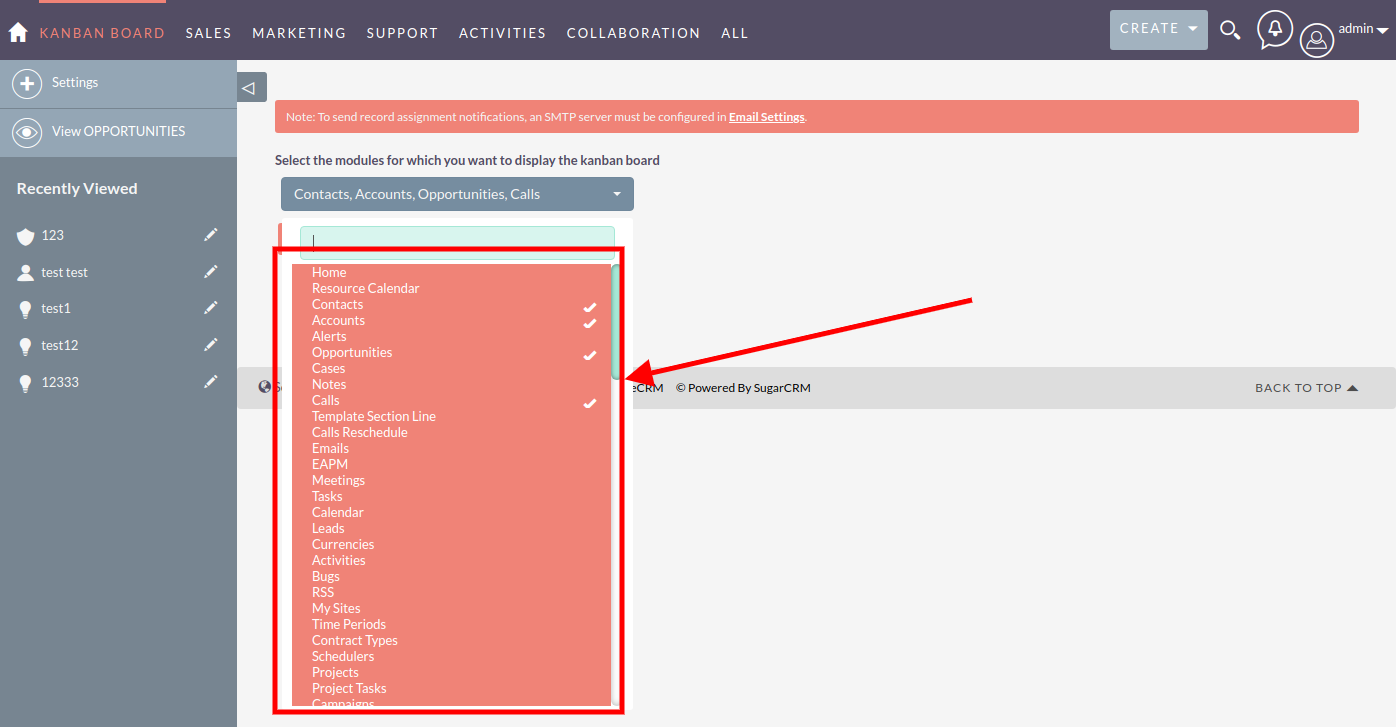 KANBAN BOARD SALES MARKETING SUPPORT ACTIVITIES COLLABORATION ALL CREATE admin
Settings
View OPPORTUNITIES
Recently Viewed
123
test test
test1
test12
12333
Note: To send record assignment notifications, an SMTP server must be configured in Email Settings.
Select the modules for which you want to display the kanban board
Contacts, Accounts, Opportunities, Calls
Home
Resource Calendar
Contacts
Accounts
Alerts
Opportunities
Cases
Notes
Calls
Template Section Line
Calls Reschedule
Emails
EAPM
Meetings
Tasks
Calendar
Leads
Currencies
Activities
Bugs
RSS
My Sites
Time Periods
Contract Types
Schedulers
Projects
Project Tasks
Campaigns
© Powered By SugarCRM
BACK TO TOP